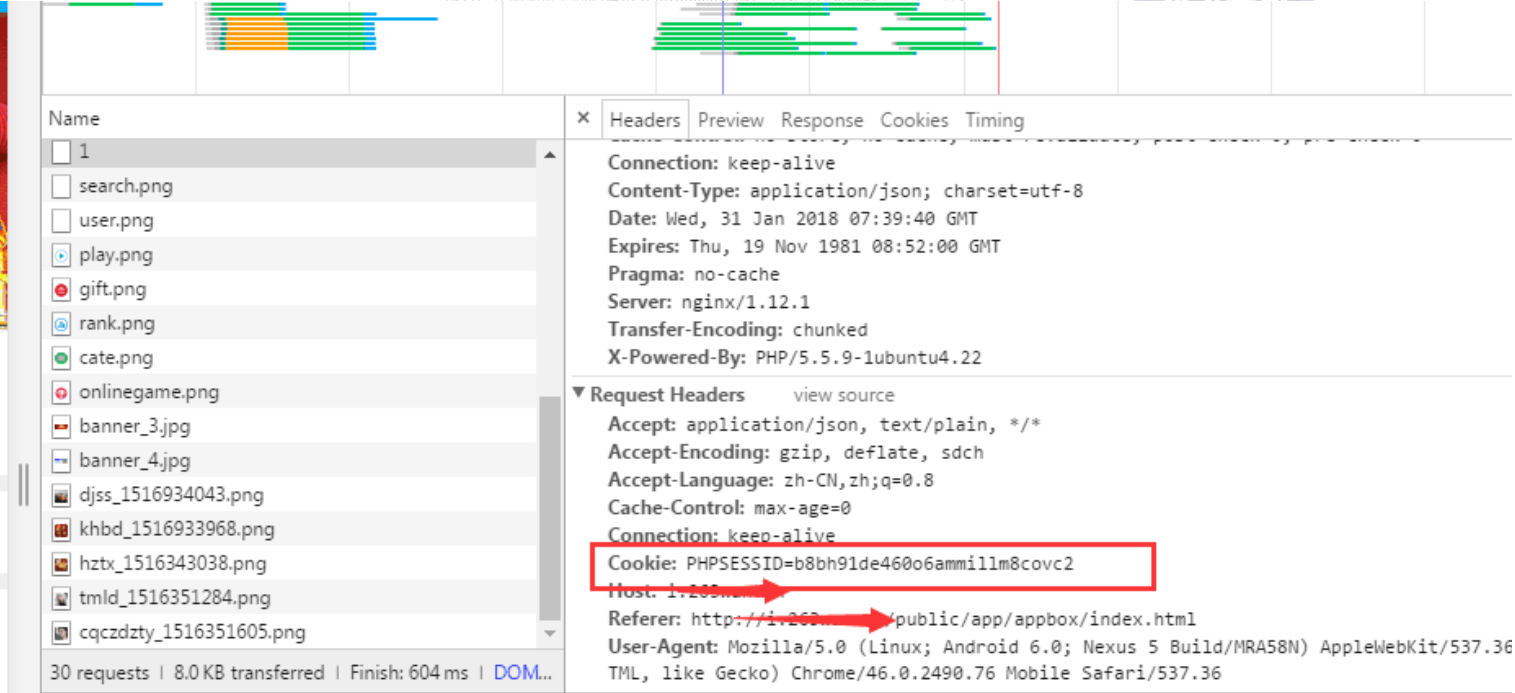 Name
1
search.png
user.png
play.png
gift.png
rank.png
cate.png
onlinegame.png
banner_3.jpg
banner_4.jpg
djss_1516934043.png
khbd_1516933968.png
hztx_1516343038.png
tmld_1516351284.png
cqczdzty_1516351605.png
30 requests | 8.0 KB transferred | Finish: 604 ms | DOM...
× Headers Preview Response Cookies Timing
Connection: keep-alive
Content-Type: application/json; charset=utf-8
Date: Wed, 31 Jan 2018 07:39:40 GMT
Expires: Thu, 19 Nov 1981 08:52:00 GMT
Pragma: no-cache
Server: nginx/1.12.1
Transfer-Encoding: chunked
X-Powered-By: PHP/5.5.9-1ubuntu4.22
Request Headers view source
Accept: application/json, text/plain, */*
Accept-Encoding: gzip, deflate, sdch
Accept-Language: zh-CN,zh;q=0.8
Cache-Control: max-age=0
Connection: keep-alive
Cookie: PHPSESSID=b8bh91de460o6ammillm8covc2
Host:
Referer: http: /public/app/appbox/index.html
User-Agent: Mozilla/5.0 (Linux; Android 6.0; Nexus 5 Build/MRA58N) AppleWebKit/537.36
TML, like Gecko) Chrome/46.0.2490.76 Mobile Safari/537.36